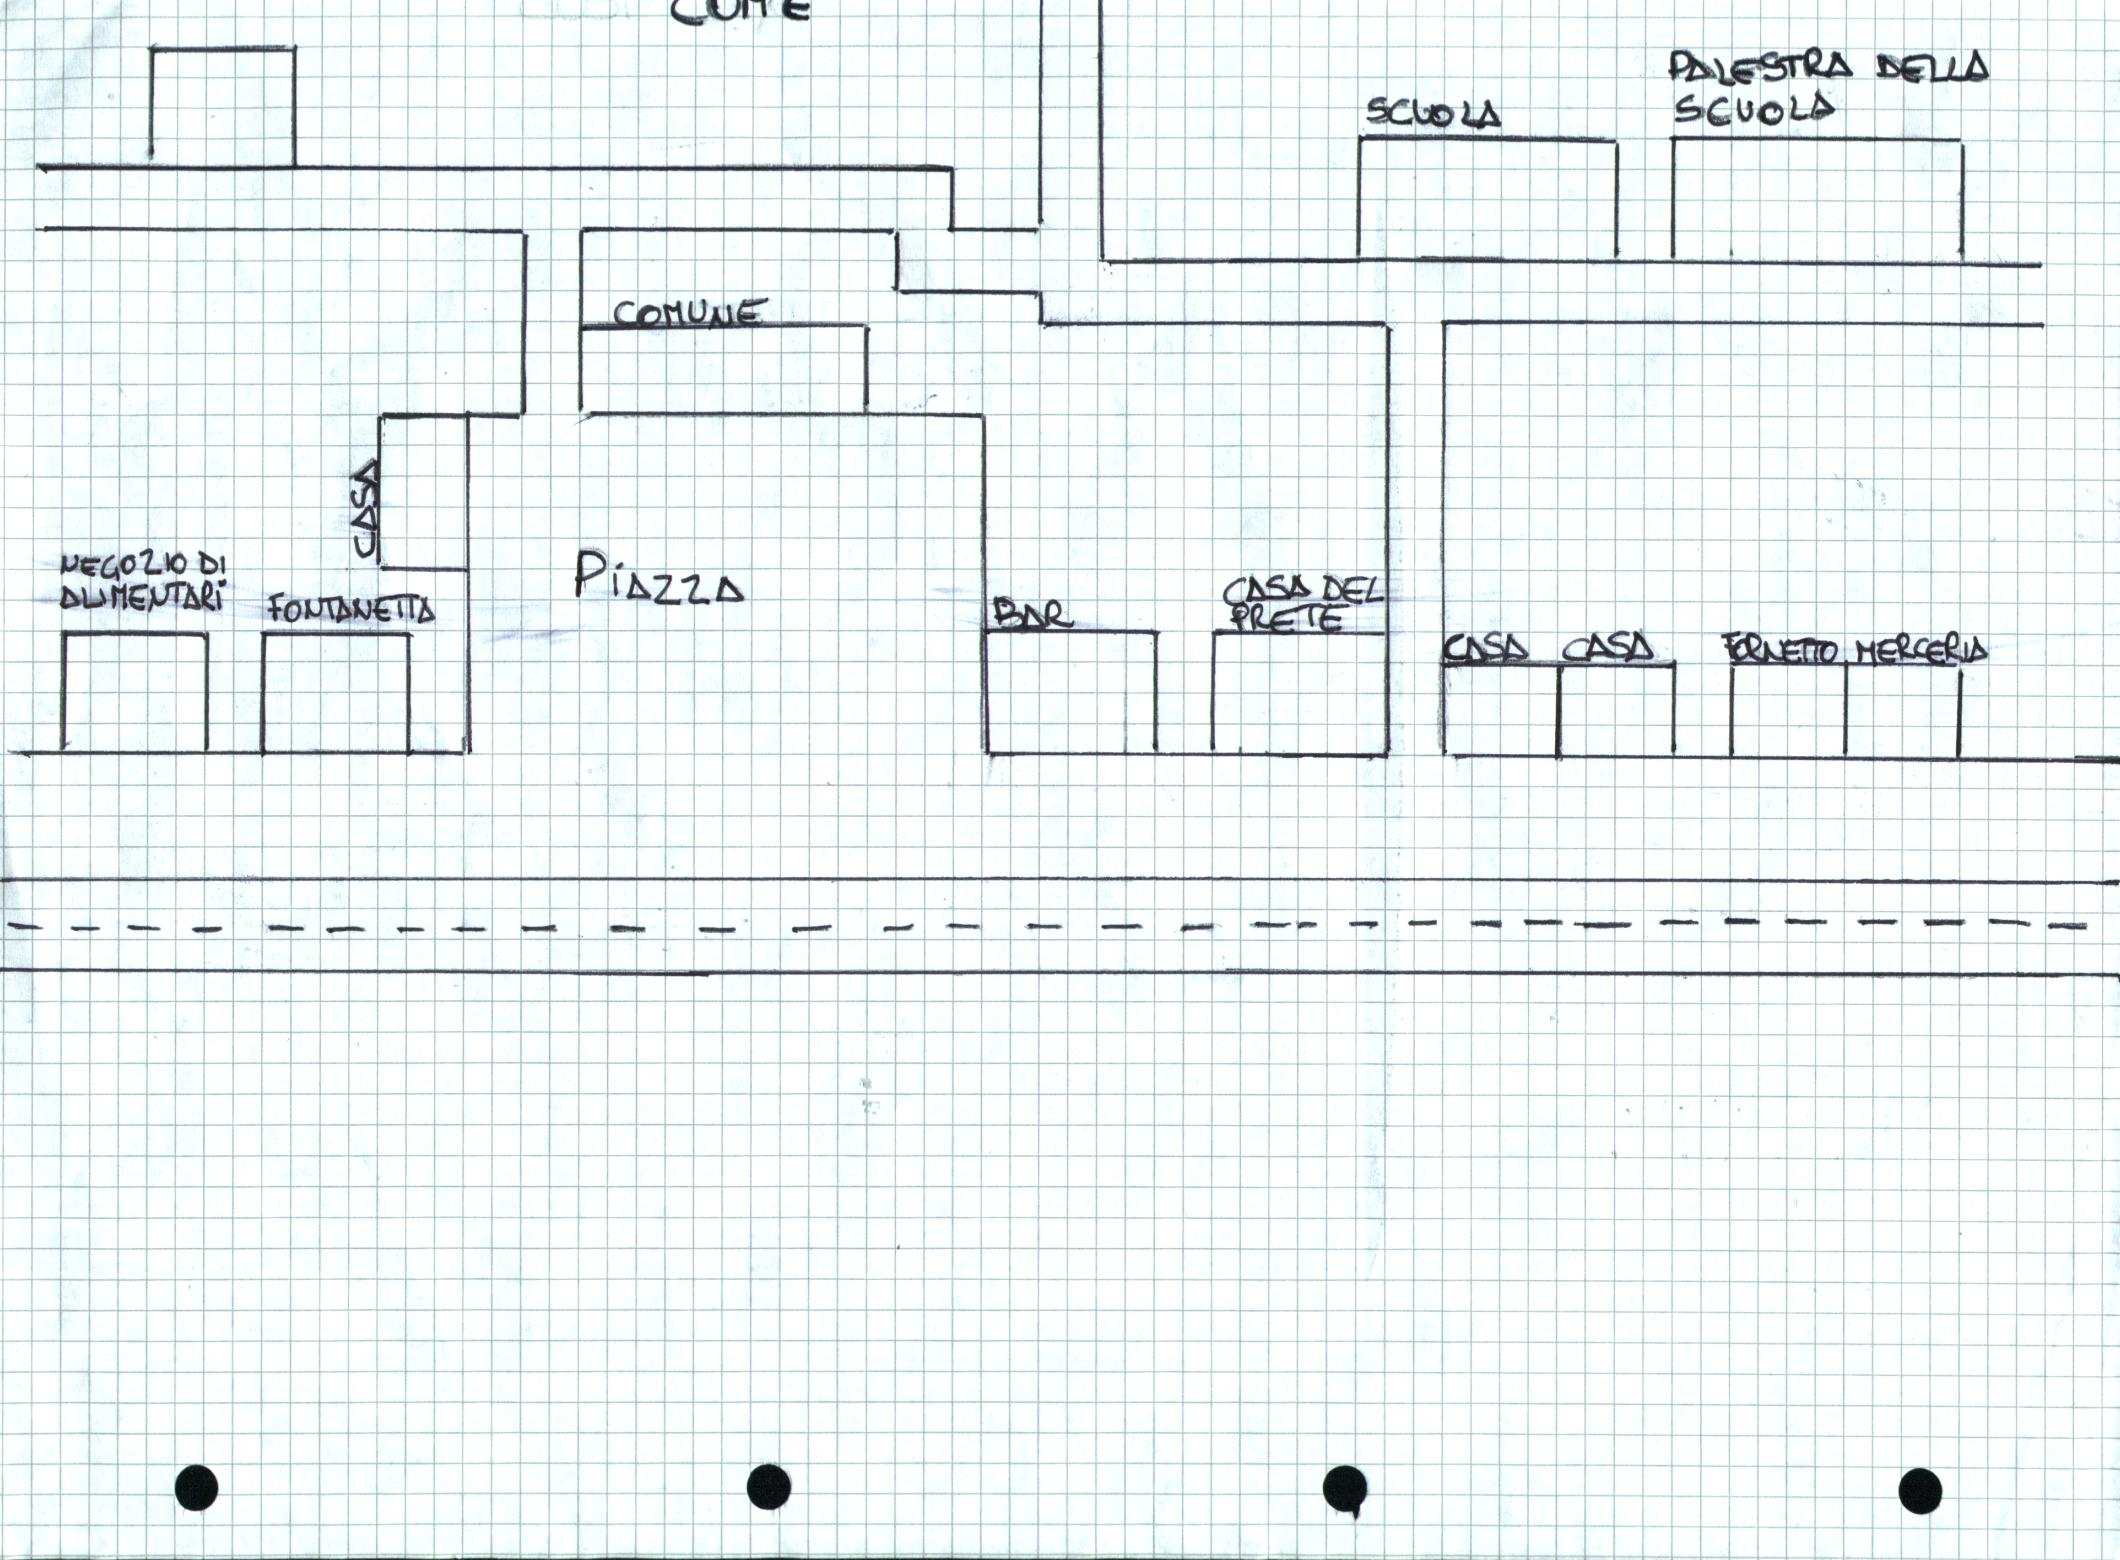 PALESTRA DELLA
SCUOLA
SCUOLA
COMUNE
CASA
NEGOZIO DI
ALIMENTARI
FONTANETTA
PiAZZA
BAR
CASA DEL
PRETE
CASA
CASA
FORNETTO
MERCERIA